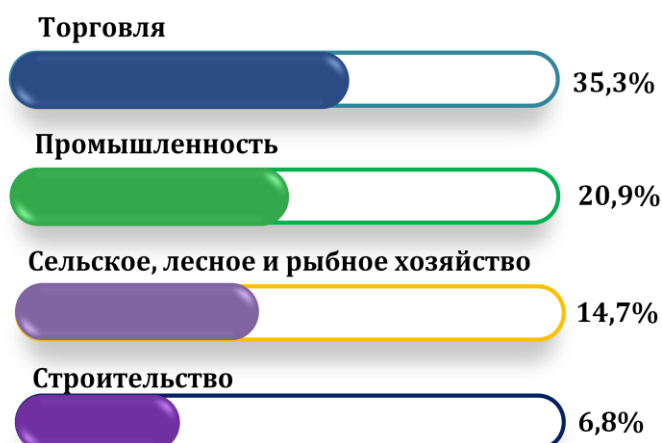 Торговля
35,3%
Промышленность
20,9%
Сельское, лесное и рыбное хозяйство
14,7%
Строительство
6,8%